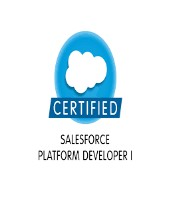 CERTIFIED
SALESFORCE
PLATFORM DEVELOPER I